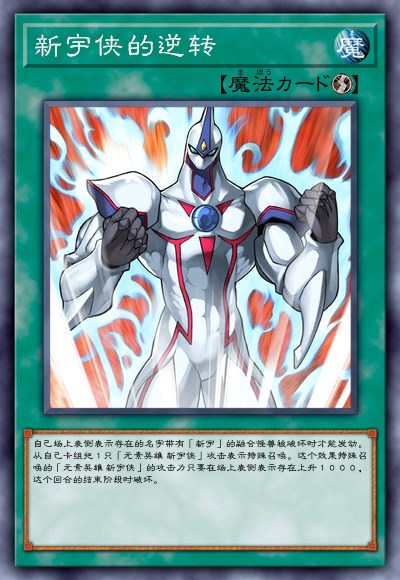 新宇侠的逆转
魔
【魔法カード】
まほう
自己场上表侧表示存在的名字带有「新宇」的融合怪兽被破坏时才能发动。
从自己卡组把1只「元素英雄 新宇侠」攻击表示特殊召唤。这个效果特殊召
唤的「元素英雄 新宇侠」的攻击力只要在场上表侧表示存在上升1000，
这个回合的结束阶段时破坏。